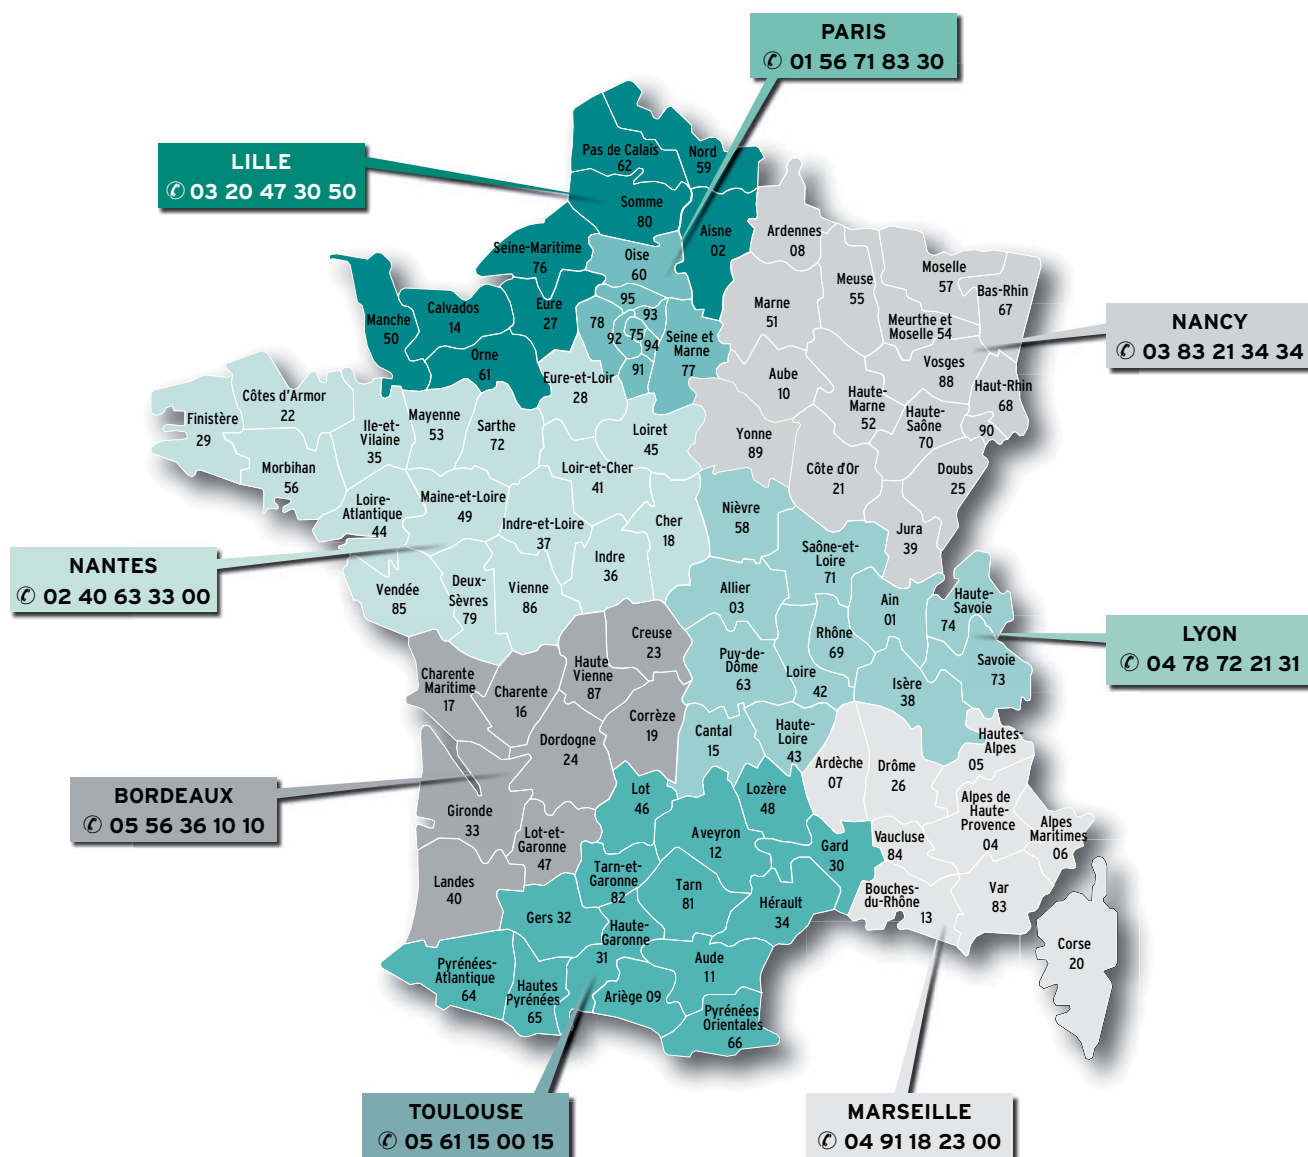 PARIS
✆ 01 56 71 83 30
LILLE
✆ 03 20 47 30 50
Pas de Calais
62
Nord
59
Somme
80
Aisne
02
Ardennes
08
Seine-Maritime
76
Oise
60
Meuse
55
Moselle
57
Bas-Rhin
67
Manche
50
Calvados
14
Eure
27
95
78
93
92
75
94
91
Seine et
Marne
77
Marne
51
Meurthe et
Moselle 54
NANCY
✆ 03 83 21 34 34
Orne
61
Eure-et-Loir
28
Aube
10
Haute-
Marne
52
Vosges
88
Haut-Rhin
68
Haute-
Saône
70
90
Finistère
29
Côtes d'Armor
22
Ile-et-
Vilaine
35
Mayenne
53
Sarthe
72
Loiret
45
Yonne
89
Morbihan
56
Loir-et-Cher
41
Côte d'Or
21
Doubs
25
Loire-
Atlantique
44
Maine-et-Loire
49
Indre-et-Loire
37
Cher
18
Nièvre
58
Jura
39
NANTES
✆ 02 40 63 33 00
Vendée
85
Deux-
Sèvres
79
Vienne
86
Indre
36
Saône-et-
Loire
71
Allier
03
Ain
01
Haute-
Savoie
74
LYON
✆ 04 78 72 21 31
Creuse
23
Haute
Vienne
87
Puy-de-
Dôme
63
Rhône
69
Loire
42
Savoie
73
Isère
38
Charente
Maritime
17
Charente
16
Corrèze
19
Dordogne
24
Cantal
15
Haute-
Loire
43
Ardèche
07
Drôme
26
Hautes-
Alpes
05
BORDEAUX
✆ 05 56 36 10 10
Gironde
33
Lot-et-
Garonne
47
Lot
46
Lozère
48
Aveyron
12
Gard
30
Vaucluse
84
Alpes de
Haute-
Provence
04
Alpes
Maritimes
06
Landes
40
Tarn-et-
Garonne
82
Tarn
81
Hérault
34
Bouches-
du-Rhône
13
Var
83
Gers 32
Haute-
Garonne
31
Corse
20
Pyrénées-
Atlantique
64
Hautes
Pyrénées
65
Ariège 09
Aude
11
Pyrénées
Orientales
66
TOULOUSE
✆ 05 61 15 00 15
MARSEILLE
✆ 04 91 18 23 00